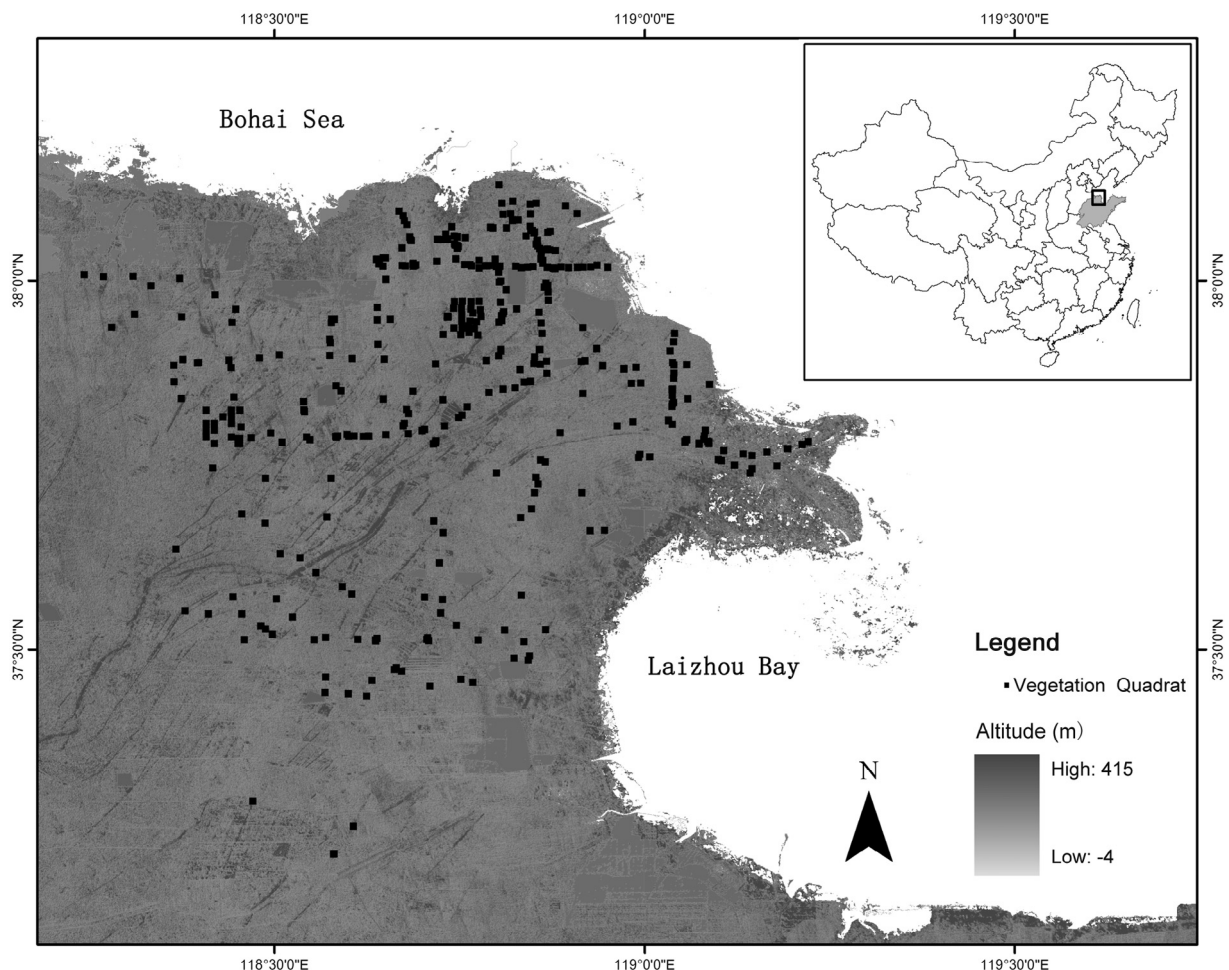 118°30'0"E
119°0'0"E
119°30'0"E
Bohai Sea
38°0'0"N
38°0'0"N
37°30'0"N
37°30'0"N
Laizhou Bay
Legend
Vegetation Quadrat
Altitude (m)
High: 415
Low: -4
N
118°30'0"E
119°0'0"E
119°30'0"E